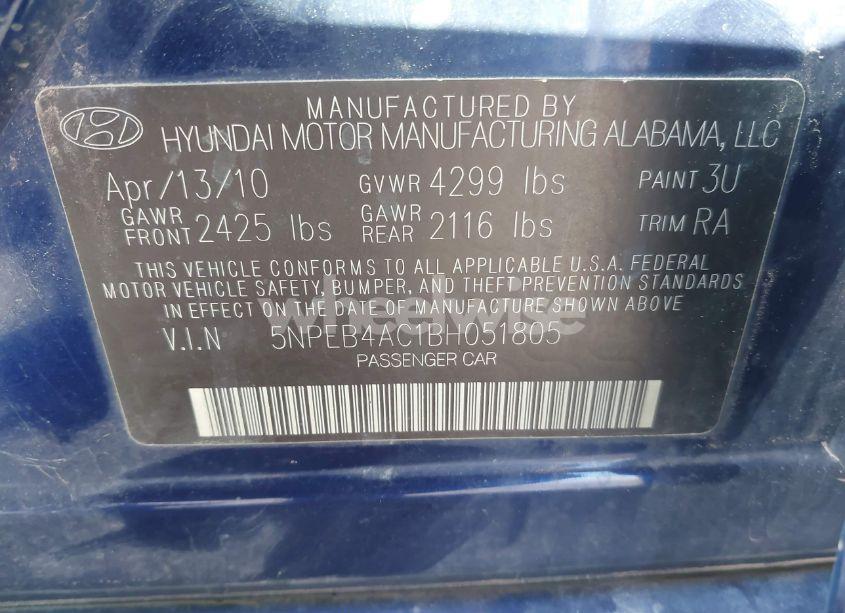 MANUFACTURED BY
HYUNDAI MOTOR MANUFACTURING ALABAMA, LLC
Apr/13/10 GVWR 4299 lbs PAINT 3U
GAWR FRONT 2425 lbs GAWR REAR 2116 lbs TRIM RA
THIS VEHICLE CONFORMS TO ALL APPLICABLE U.S.A. FEDERAL
MOTOR VEHICLE SAFETY, BUMPER, AND THEFT PREVENTION STANDARDS
IN EFFECT ON THE DATE OF MANUFACTURE SHOWN ABOVE
wheelwise
V.I.N 5NPEB4AC1BH051805
PASSENGER CAR